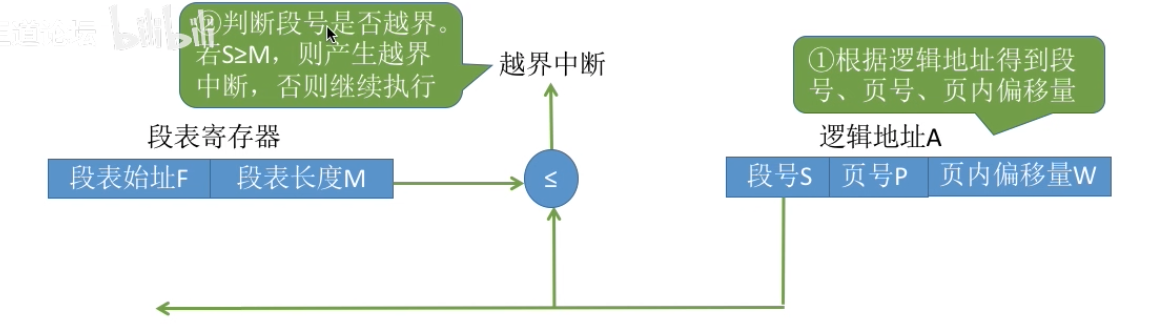 ②判断段号是否越界。
若S≥M，则产生越界
中断，否则继续执行
越界中断
①根据逻辑地址得到段
号、页号、页内偏移量
段表寄存器
逻辑地址A
段表始址F 段表长度M
≤
段号S 页号P 页内偏移量W
bilibili